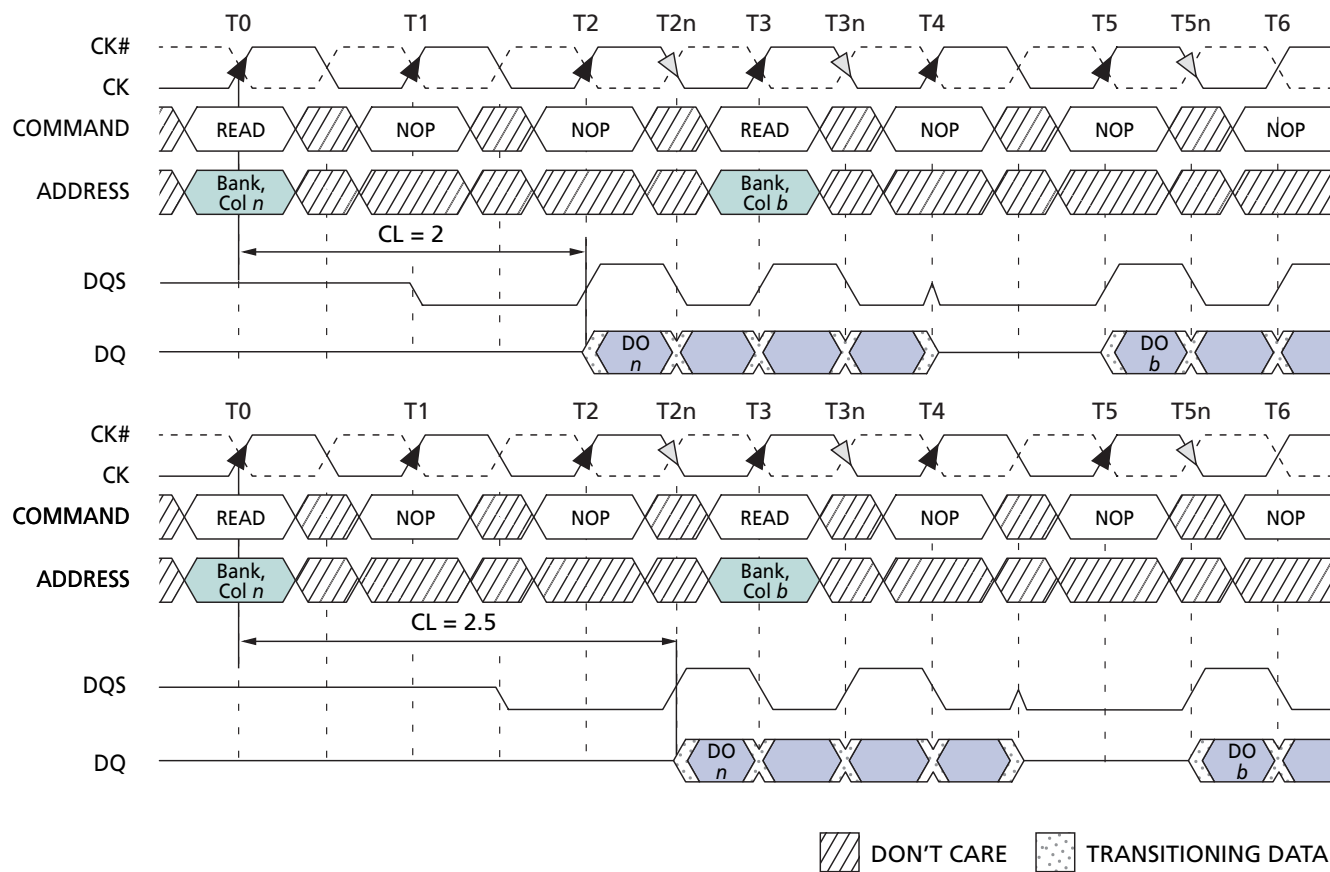 T0 T1 T2 T2n T3 T3n T4 T5 T5n T6
CK#
CK
COMMAND READ NOP NOP READ NOP NOP NOP
ADDRESS Bank, Col n Bank, Col b
CL = 2
DQS
DQ DO n DO b
T0 T1 T2 T2n T3 T3n T4 T5 T5n T6
CK#
CK
COMMAND READ NOP NOP READ NOP NOP NOP
ADDRESS Bank, Col n Bank, Col b
CL = 2.5
DQS
DQ DO n DO b
DON'T CARE TRANSITIONING DATA